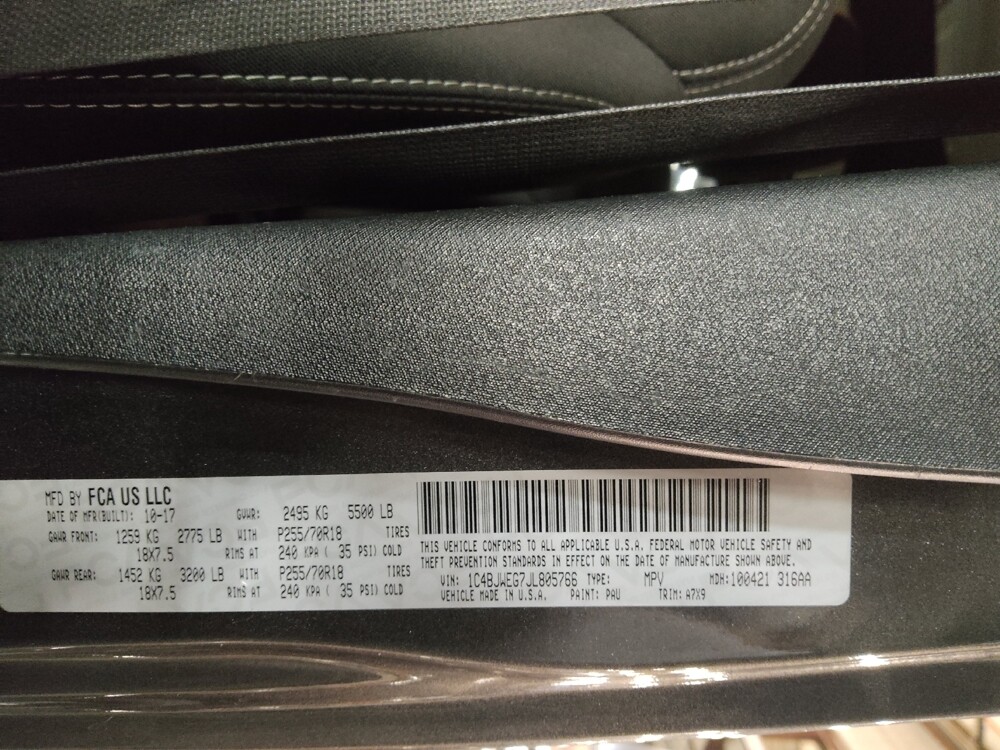 MFD BY FCA US LLC
DATE OF MFR(BUILT): 10-17 GVWR: 2495 KG 5500 LB
GAWR FRONT: 1259 KG 2775 LB WITH P255/70R18 TIRES
18X7.5 RIMS AT 240 KPA ( 35 PSI) COLD
GAWR REAR: 1452 KG 3200 LB WITH P255/70R18 TIRES
18X7.5 RIMS AT 240 KPA ( 35 PSI) COLD
THIS VEHICLE CONFORMS TO ALL APPLICABLE U.S.A. FEDERAL MOTOR VEHICLE SAFETY AND
THEFT PREVENTION STANDARDS IN EFFECT ON THE DATE OF MANUFACTURE SHOWN ABOVE.
VIN: 1C4BJWEG7JL805766 TYPE: MPV MDH: 100421 316AA
VEHICLE MADE IN U.S.A. PAINT: PAU TRIM: A7X9